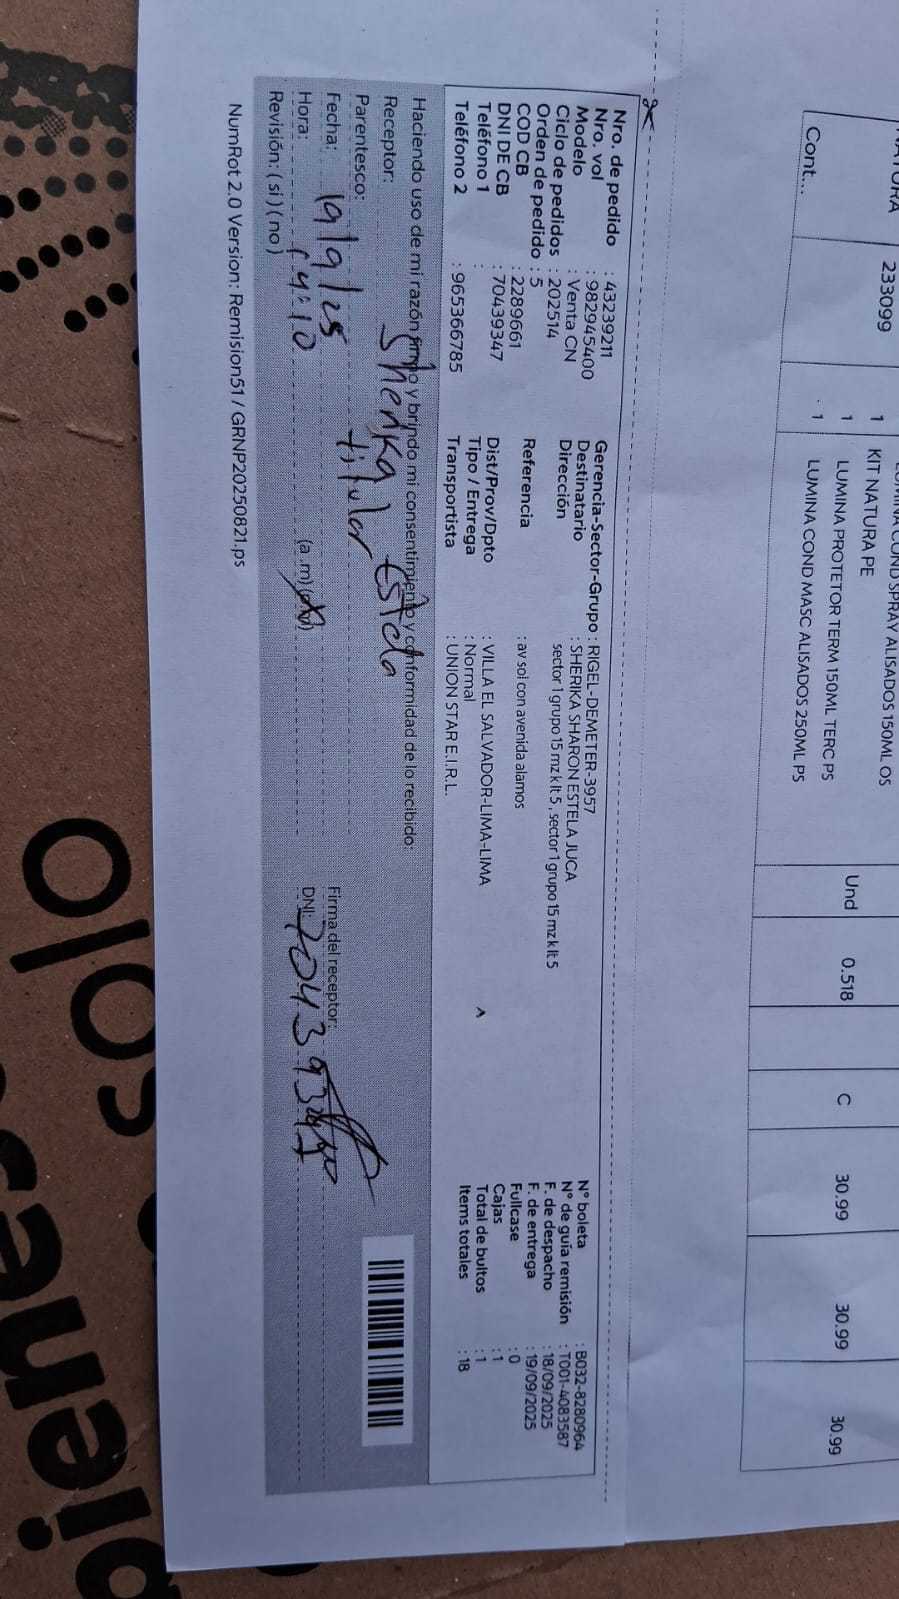 NATURA
233099
LUMINA COND SPRAY ALISADOS 150ML OS
1 KIT NATURA PE
1 LUMINA PROTETOR TERM 150ML TERC PS Und 0.518 C 30.99 30.99 30.99
1 LUMINA COND MASC ALISADOS 250ML PS
Cont...
Nro. de pedido : 43239211
Nro. vol : 982945400
Modelo : Venta CN
Ciclo de pedidos : 202514
Orden de pedido : 5
COD CB : 2289661
DNI DE CB : 70439347
Teléfono 1 :
Teléfono 2 : 965366785
Gerencia-Sector-Grupo : RIGEL-DEMETER-3957
Destinatario : SHERIKA SHARON ESTELA JUCA
Dirección sector 1 grupo 15 mz k lt 5 , sector 1 grupo 15 mz k lt 5
Referencia : av sol con avenida alamos
Dist/Prov/Dpto : VILLA EL SALVADOR-LIMA-LIMA
Tipo / Entrega : Normal
Transportista : UNION STAR E.I.R.L.
^
N° boleta : B032-8280964
N° de guía remisión : T001-4083587
F. de despacho : 18/09/2025
F. de entrega : 19/09/2025
Fullcase : 0
Cajas : 1
Total de bultos : 1
Items totales : 18
Haciendo uso de mi razón firmo y brindo mi consentimiento y conformidad de lo recibido:
Receptor: Sherika Estela
Parentesco: titular
Fecha: 19/9/25
Hora: 14:10 (a.m)(pm)
Revisión: ( si ) ( no )
Firma del receptor:
DNI: 70439347
NumRot 2.0 Version: Remision51 / GRNP20250821.ps